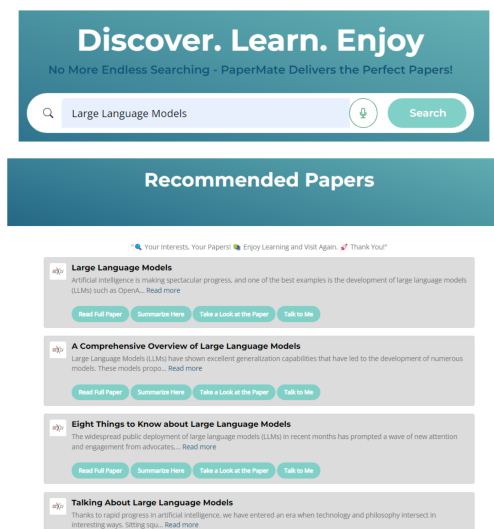 Discover. Learn. Enjoy
No More Endless Searching - PaperMate Delivers the Perfect Papers!
Large Language Models
Search
Recommended Papers
"🔍 Your Interests, Your Papers! 📚 Enjoy Learning and Visit Again. 🚀 Thank You!"
Large Language Models
Artificial intelligence is making spectacular progress, and one of the best examples is the development of large language models
(LLMs) such as OpenA... Read more
Read Full Paper Summarize Here Take a Look at the Paper Talk to Me
A Comprehensive Overview of Large Language Models
Large Language Models (LLMs) have shown excellent generalization capabilities that have led to the development of numerous
models. These models propo... Read more
Read Full Paper Summarize Here Take a Look at the Paper Talk to Me
Eight Things to Know about Large Language Models
The widespread public deployment of large language models (LLMs) in recent months has prompted a wave of new attention
and engagement from advocates,... Read more
Read Full Paper Summarize Here Take a Look at the Paper Talk to Me
Talking About Large Language Models
Thanks to rapid progress in artificial intelligence, we have entered an era when technology and philosophy intersect in
interesting ways. Sitting squ... Read more